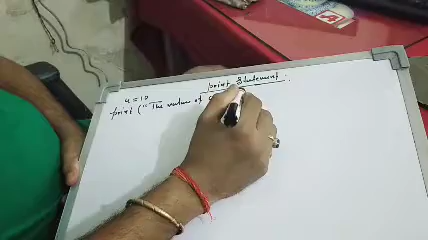 print Statement :
a = 10
print ("The value of